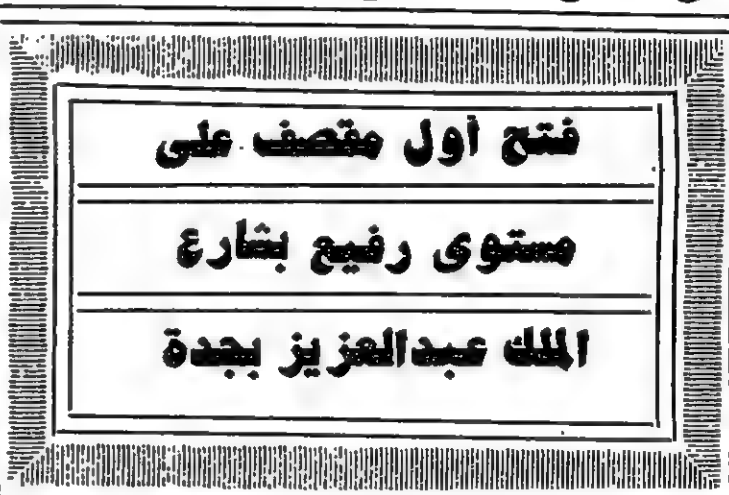 فتح أول مقصف على
مستوى رفيع بشارع
الملك عبدالعزيز بجدة